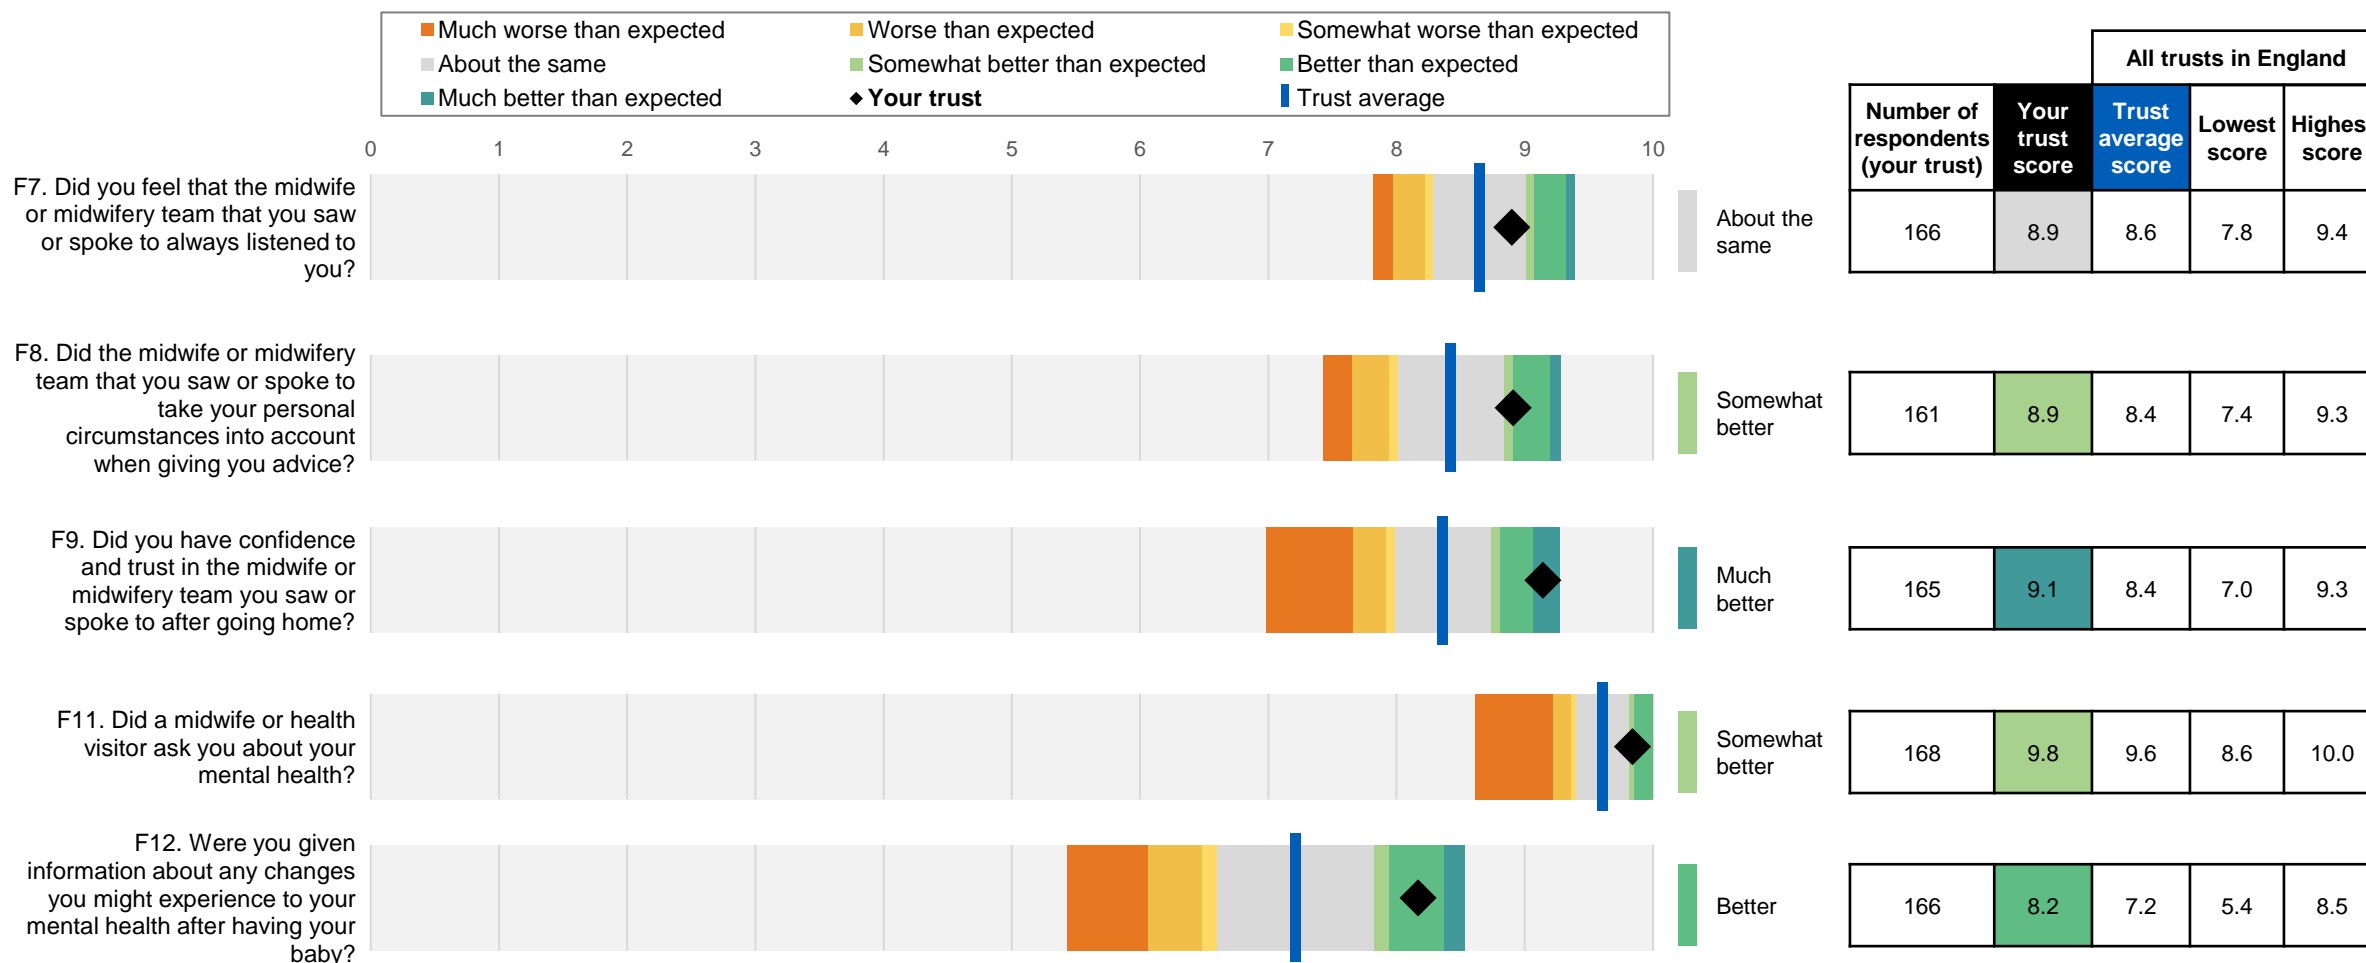 Much worse than expected
Worse than expected
Somewhat worse than expected
About the same
Somewhat better than expected
Better than expected
Much better than expected
Your trust
Trust average
All trusts in England
Number of respondents (your trust)
Your trust score
Trust average score
Lowest score
Highes score
0 1 2 3 4 5 6 7 8 9 10
F7. Did you feel that the midwife
or midwifery team that you saw
or spoke to always listened to
you?
About the
same
166 8.9 8.6 7.8 9.4
F8. Did the midwife or midwifery
team that you saw or spoke to
take your personal
circumstances into account
when giving you advice?
Somewhat
better
161 8.9 8.4 7.4 9.3
F9. Did you have confidence
and trust in the midwife or
midwifery team you saw or
spoke to after going home?
Much
better
165 9.1 8.4 7.0 9.3
F11. Did a midwife or health
visitor ask you about your
mental health?
Somewhat
better
168 9.8 9.6 8.6 10.0
F12. Were you given
information about any changes
you might experience to your
mental health after having your
baby?
Better
166 8.2 7.2 5.4 8.5